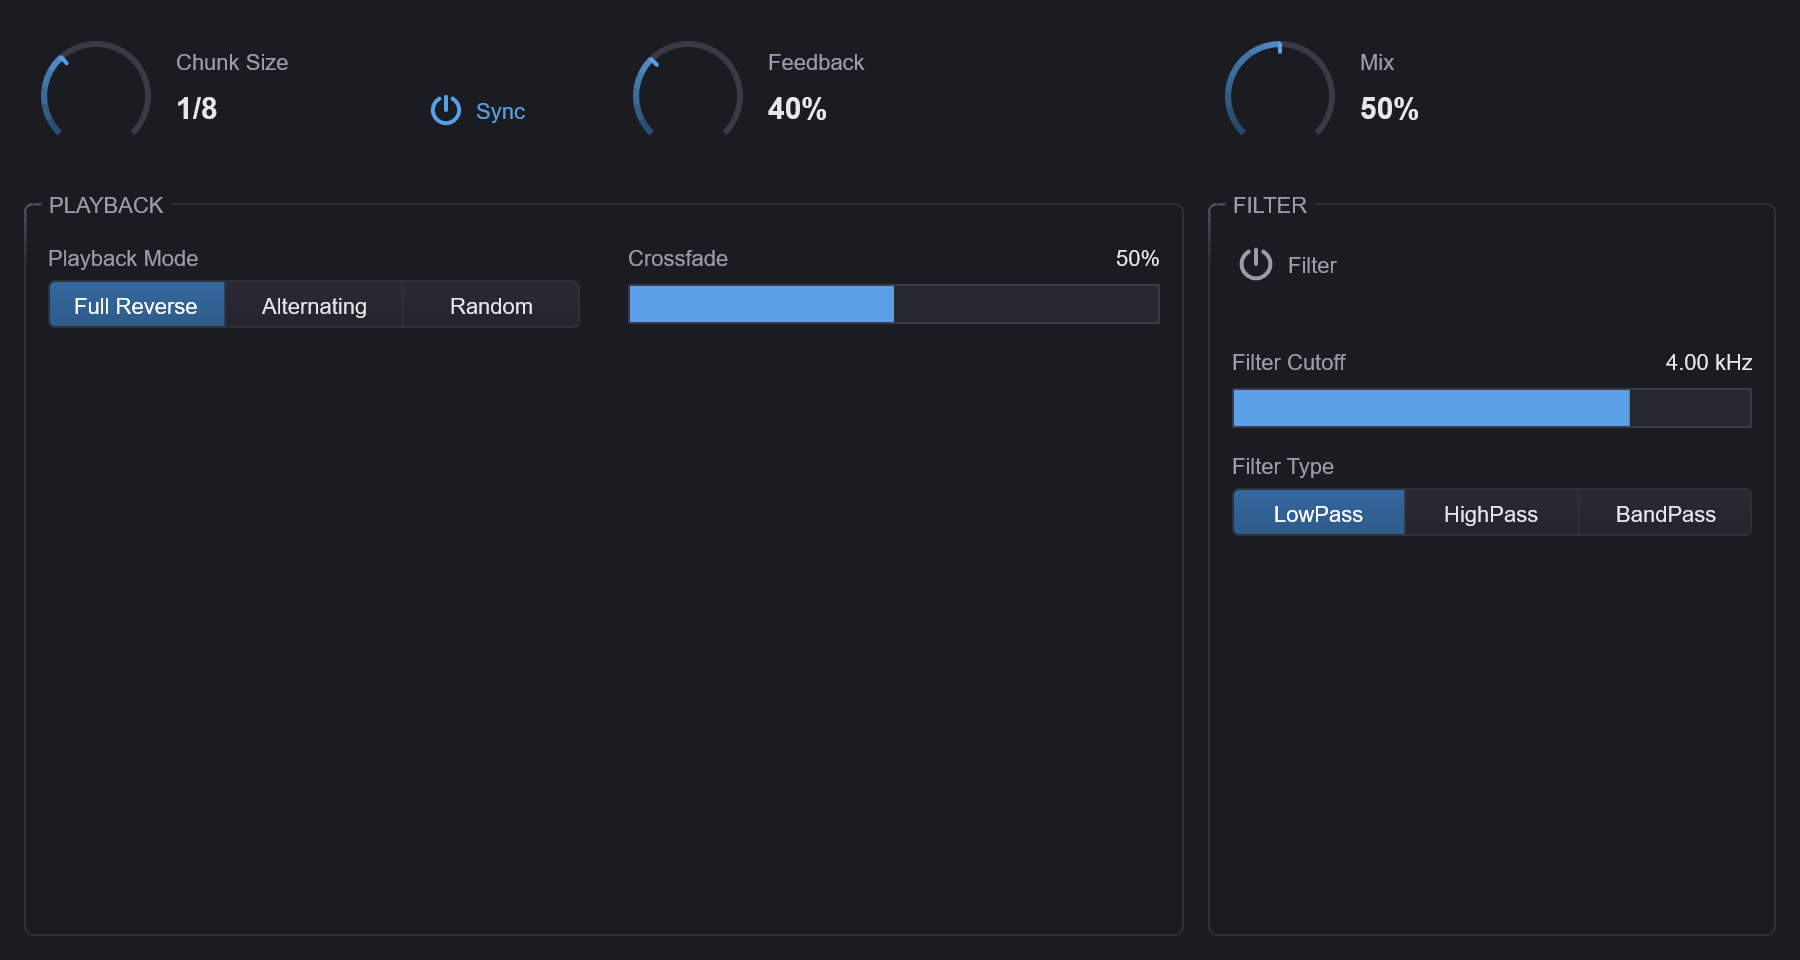 Chunk Size
1/8
Sync
Feedback
40%
Mix
50%
PLAYBACK
Playback Mode
Full Reverse
Alternating
Random
Crossfade
50%
FILTER
Filter
Filter Cutoff
4.00 kHz
Filter Type
LowPass
HighPass
BandPass